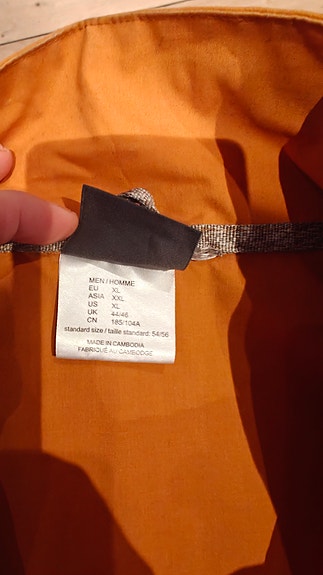 MEN / HOMME
EU XL
ASIA XXL
US XL
UK 44/46
CN 185/104A
standard size / taille standard: 54/56
MADE IN CAMBODIA
FABRIQUÉ AU CAMBODGE